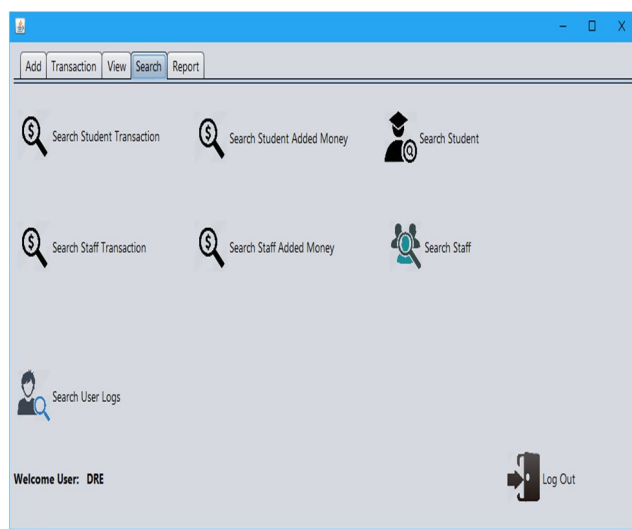 Add Transaction View Search Report
Search Student Transaction
Search Student Added Money
Search Student
Search Staff Transaction
Search Staff Added Money
Search Staff
Search User Logs
Welcome User: DRE
Log Out